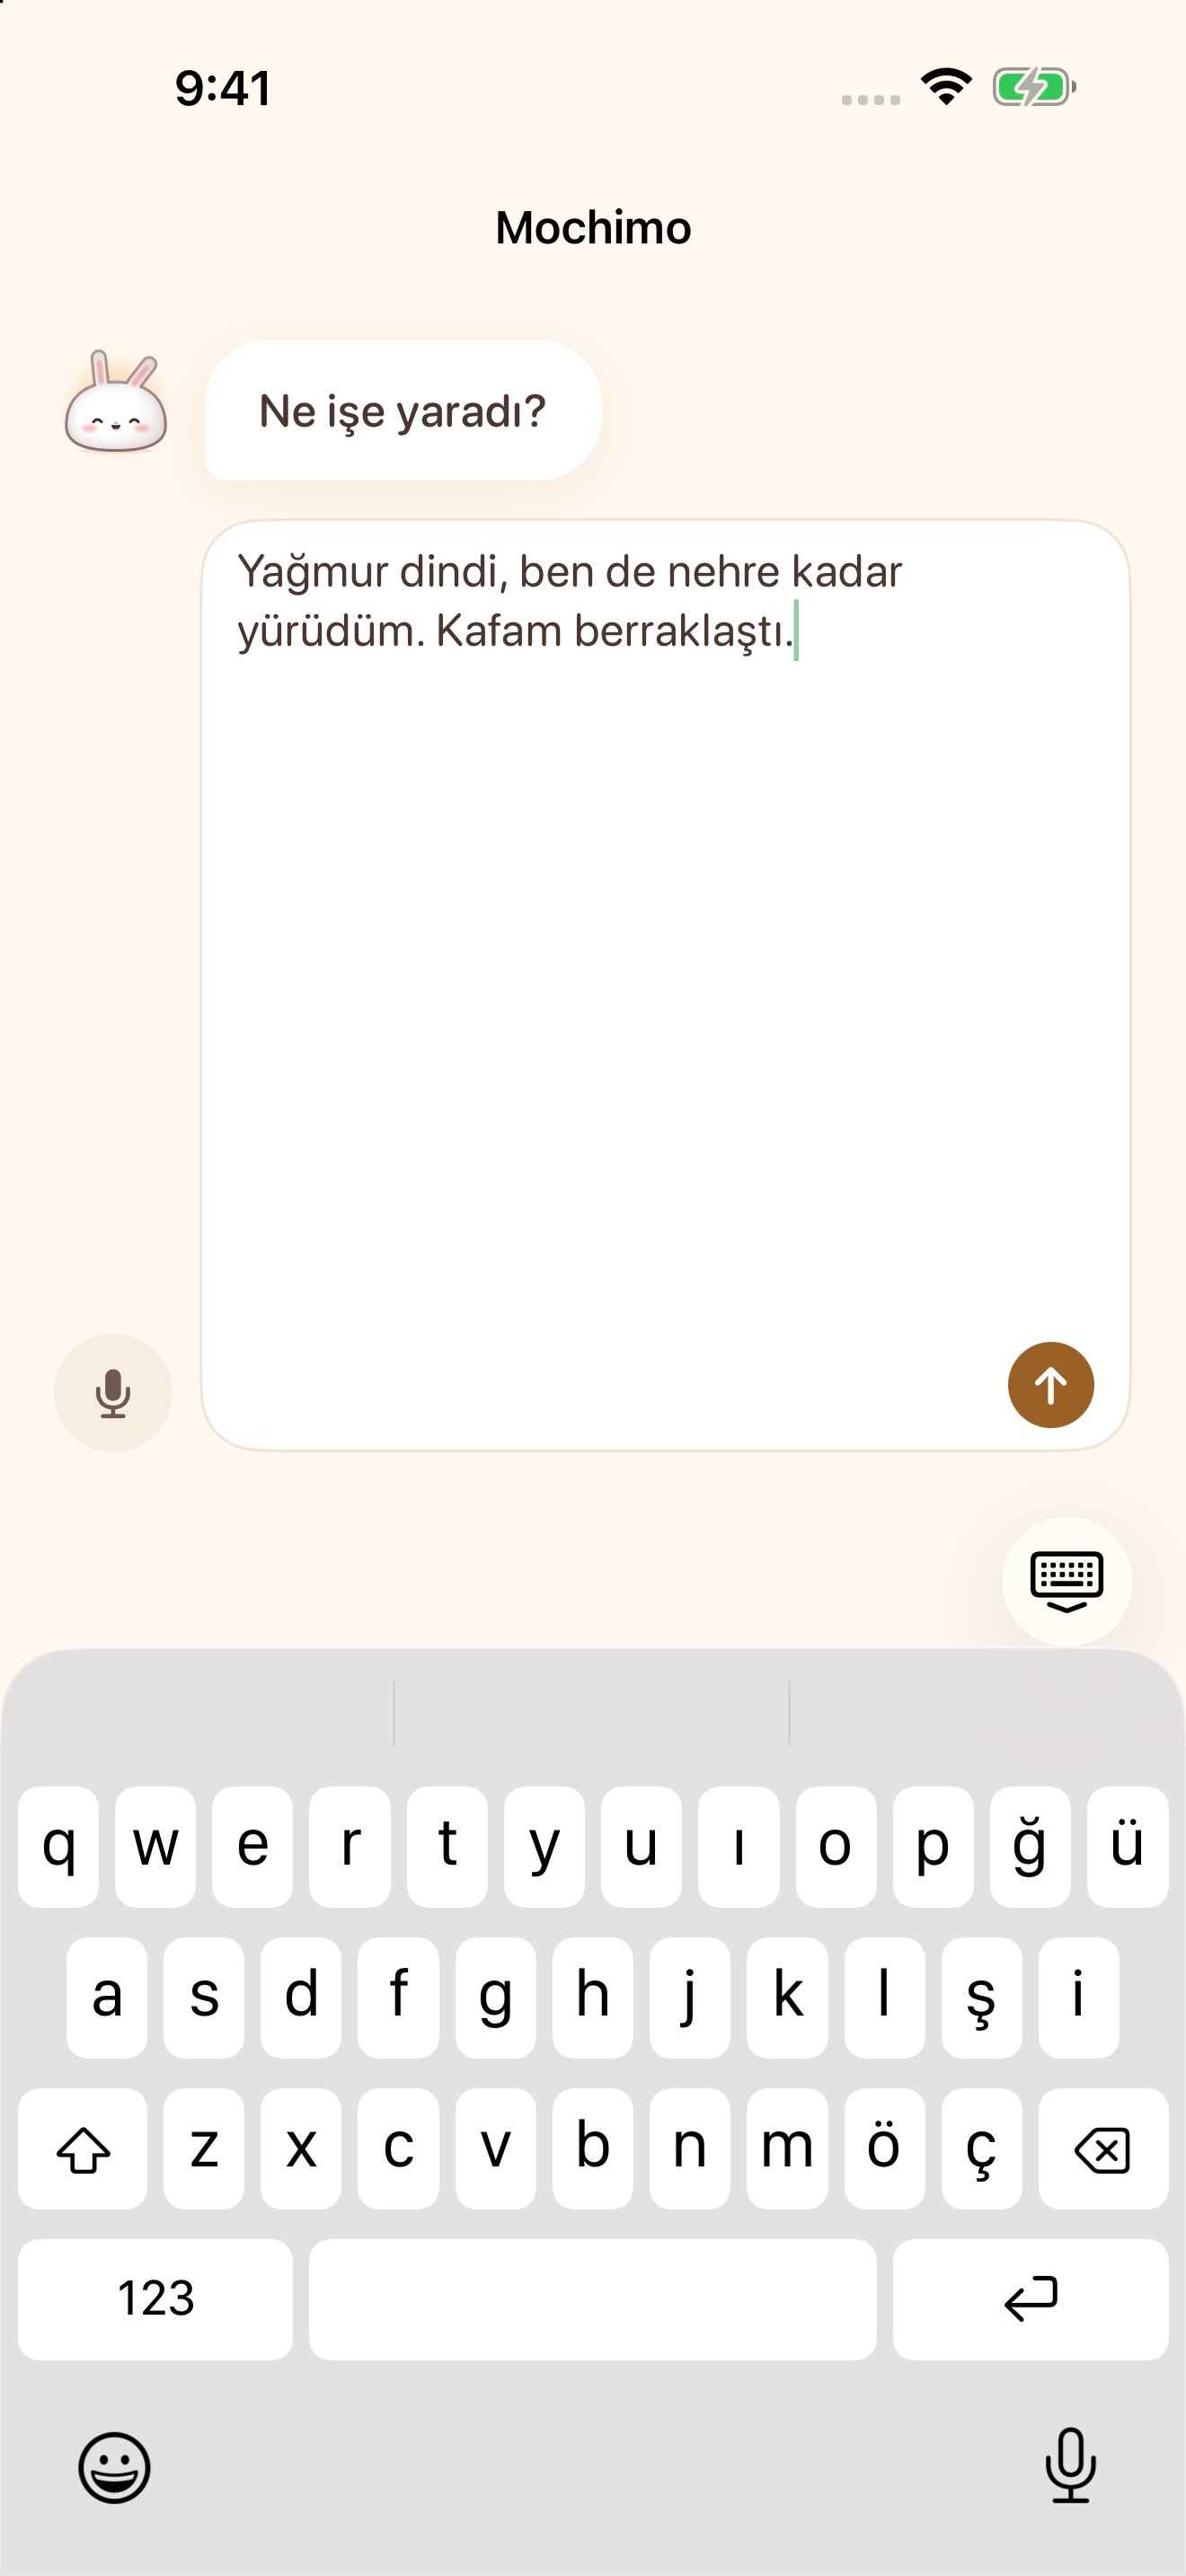 9:41
Mochimo
Ne işe yaradı?
Yağmur dindi, ben de nehre kadar
yürüdüm. Kafam berraklaştı.
q w e r t y u ı o p ğ ü
a s d f g h j k l ş i
z x c v b n m ö ç
123